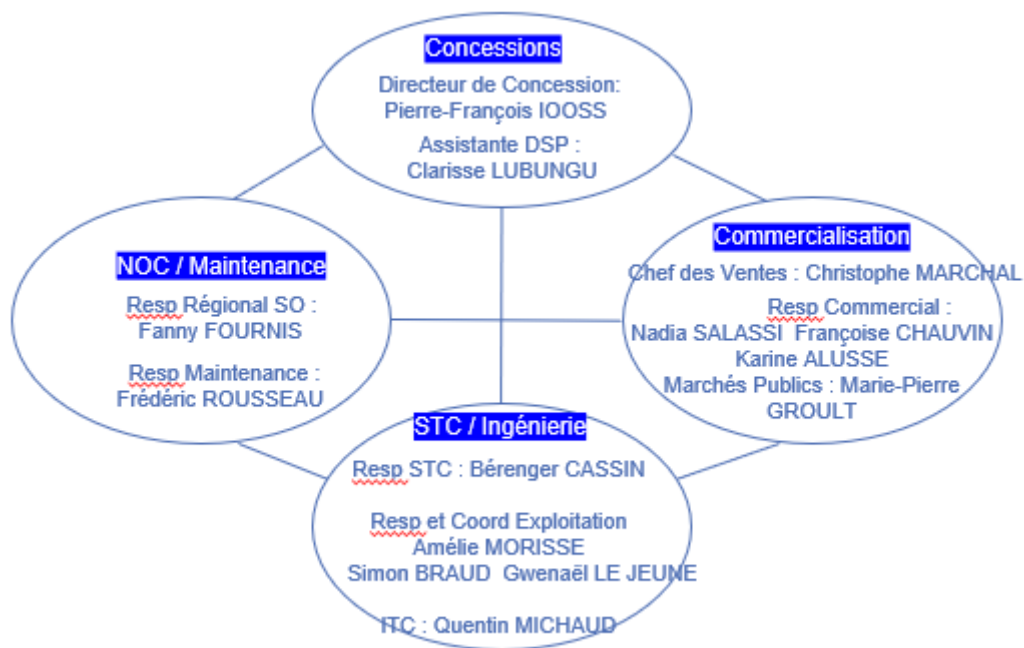 Concessions
Directeur de Concession:
Pierre-François IOOSS
Assistante DSP :
Clarisse LUBUNGU
NOC / Maintenance
Resp Régional SO :
Fanny FOURNIS
Resp Maintenance :
Frédéric ROUSSEAU
Commercialisation
Chef des Ventes : Christophe MARCHAL
Resp Commercial :
Nadia SALASSI Françoise CHAUVIN
Karine ALUSSE
Marchés Publics : Marie-Pierre
GROULT
STC / Ingénierie
Resp STC : Bérenger CASSIN
Resp et Coord Exploitation
Amélie MORISSE
Simon BRAUD Gwenaël LE JEUNE
ITC : Quentin MICHAUD